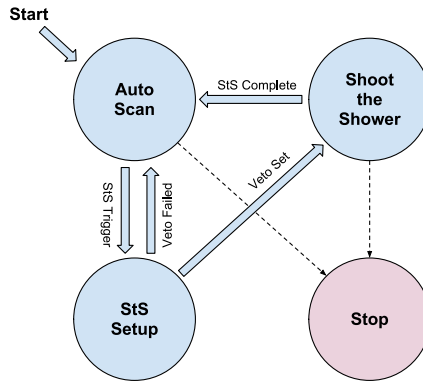 Start
Auto
Scan
StS Complete
Shoot
the
Shower
StS Trigger
Veto Failed
Veto Set
StS
Setup
Stop